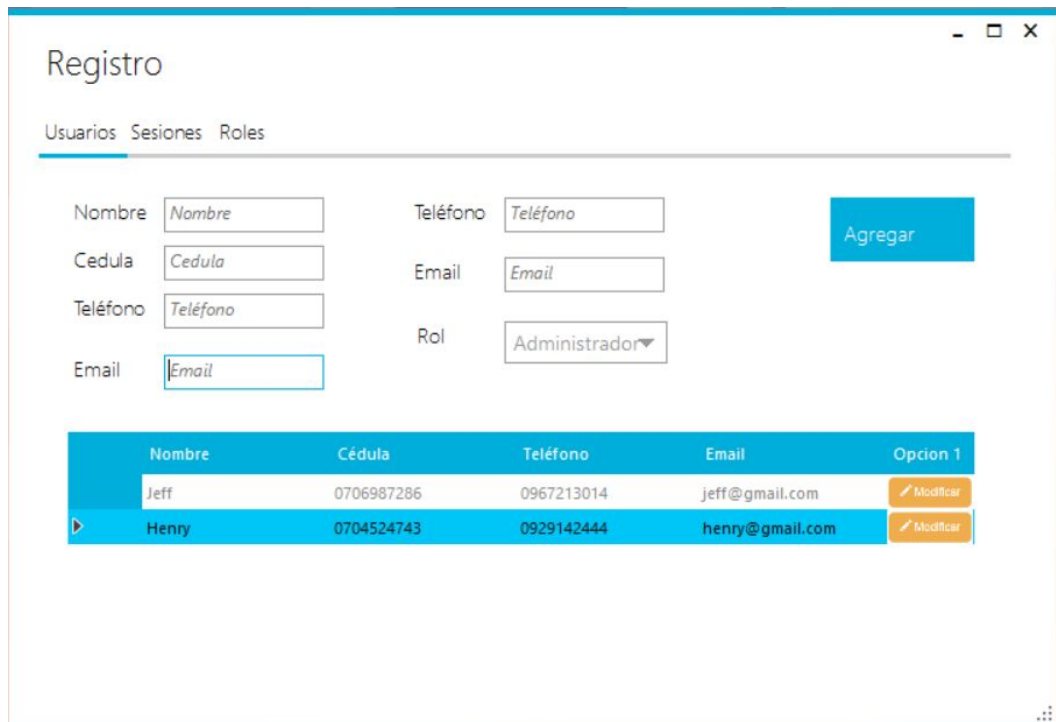 Registro
Usuarios Sesiones Roles
Nombre Nombre Teléfono Teléfono Agregar
Cedula Cedula Email Email
Teléfono Teléfono Rol Administrador
Email Email
Nombre Cédula Teléfono Email Opcion 1
Jeff 0706987286 0967213014 jeff@gmail.com Modificar
Henry 0704524743 0929142444 henry@gmail.com Modificar